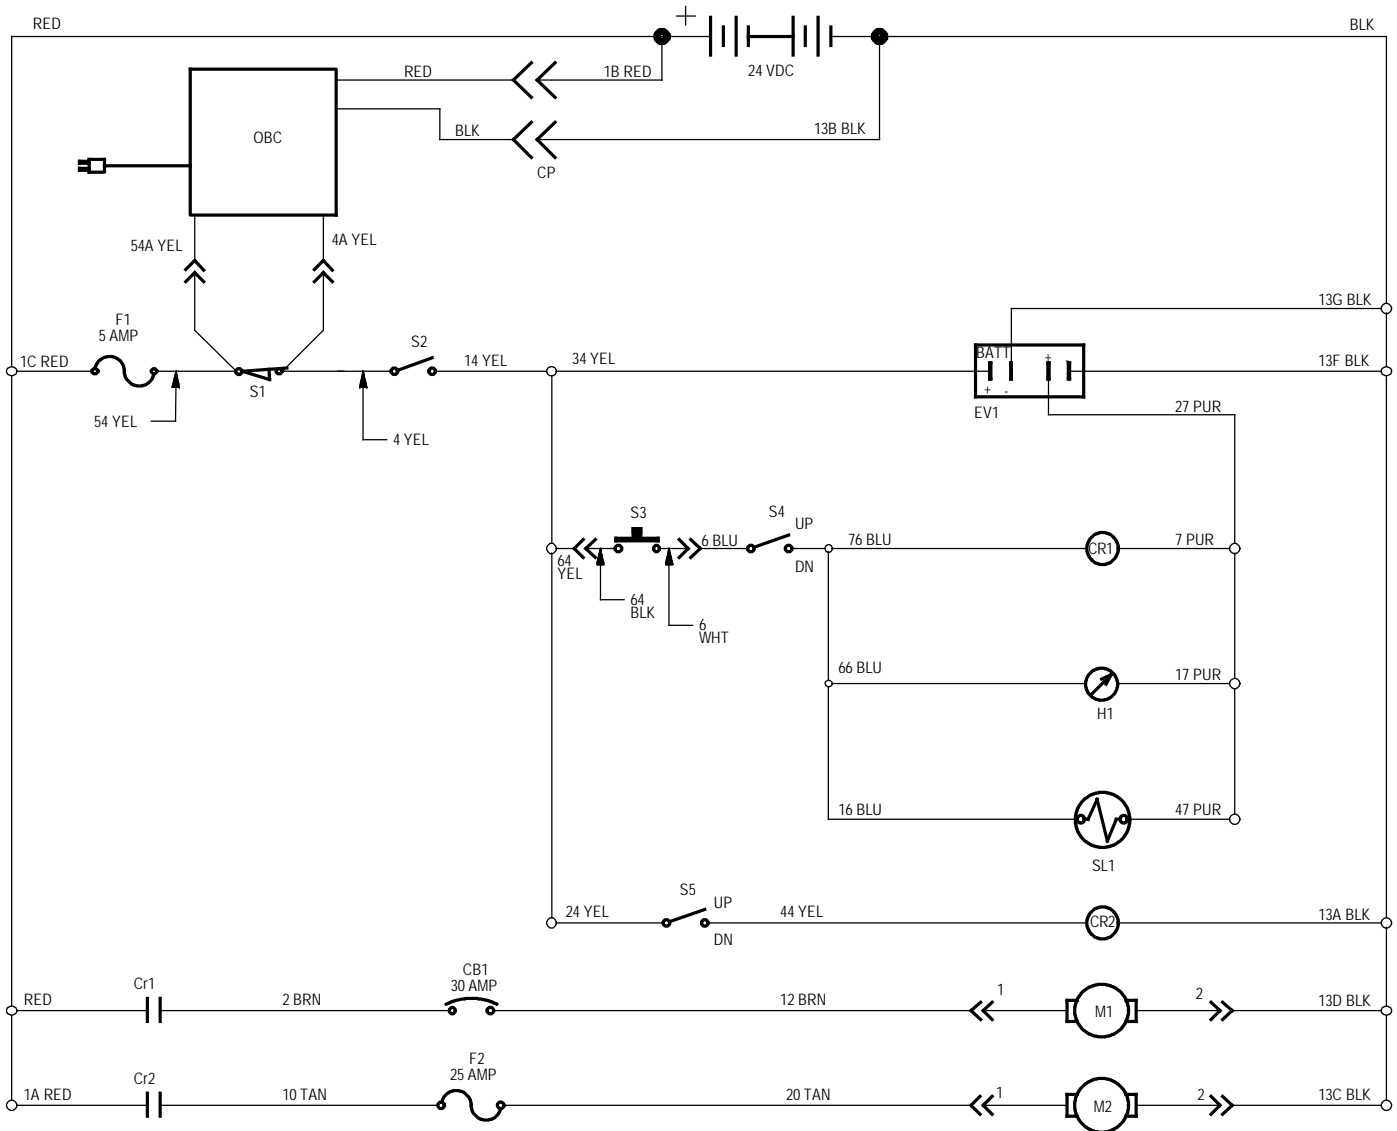 RED
+
BLK
24 VDC
RED
1B RED
OBC
BLK
13B BLK
CP
54A YEL
4A YEL
13G BLK
F1
5 AMP
S2
1C RED
14 YEL
34 YEL
BATT
+
-
13F BLK
S1
+ -
EV1
54 YEL
4 YEL
27 PUR
S3
S4
UP
6 BLU
76 BLU
CR1
7 PUR
64
YEL
DN
64
BLK
6
WHT
66 BLU
17 PUR
H1
16 BLU
47 PUR
SL1
S5
UP
24 YEL
44 YEL
CR2
13A BLK
DN
CB1
30 AMP
Cr1
RED
2 BRN
12 BRN
1
M1
2
13D BLK
F2
25 AMP
Cr2
1A RED
10 TAN
20 TAN
1
M2
2
13C BLK